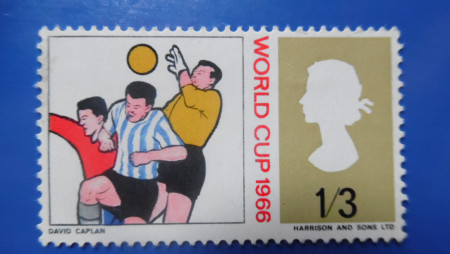 WORLD CUP 1966
1/3
DAVID CAPLAN
HARRISON AND SONS LTD